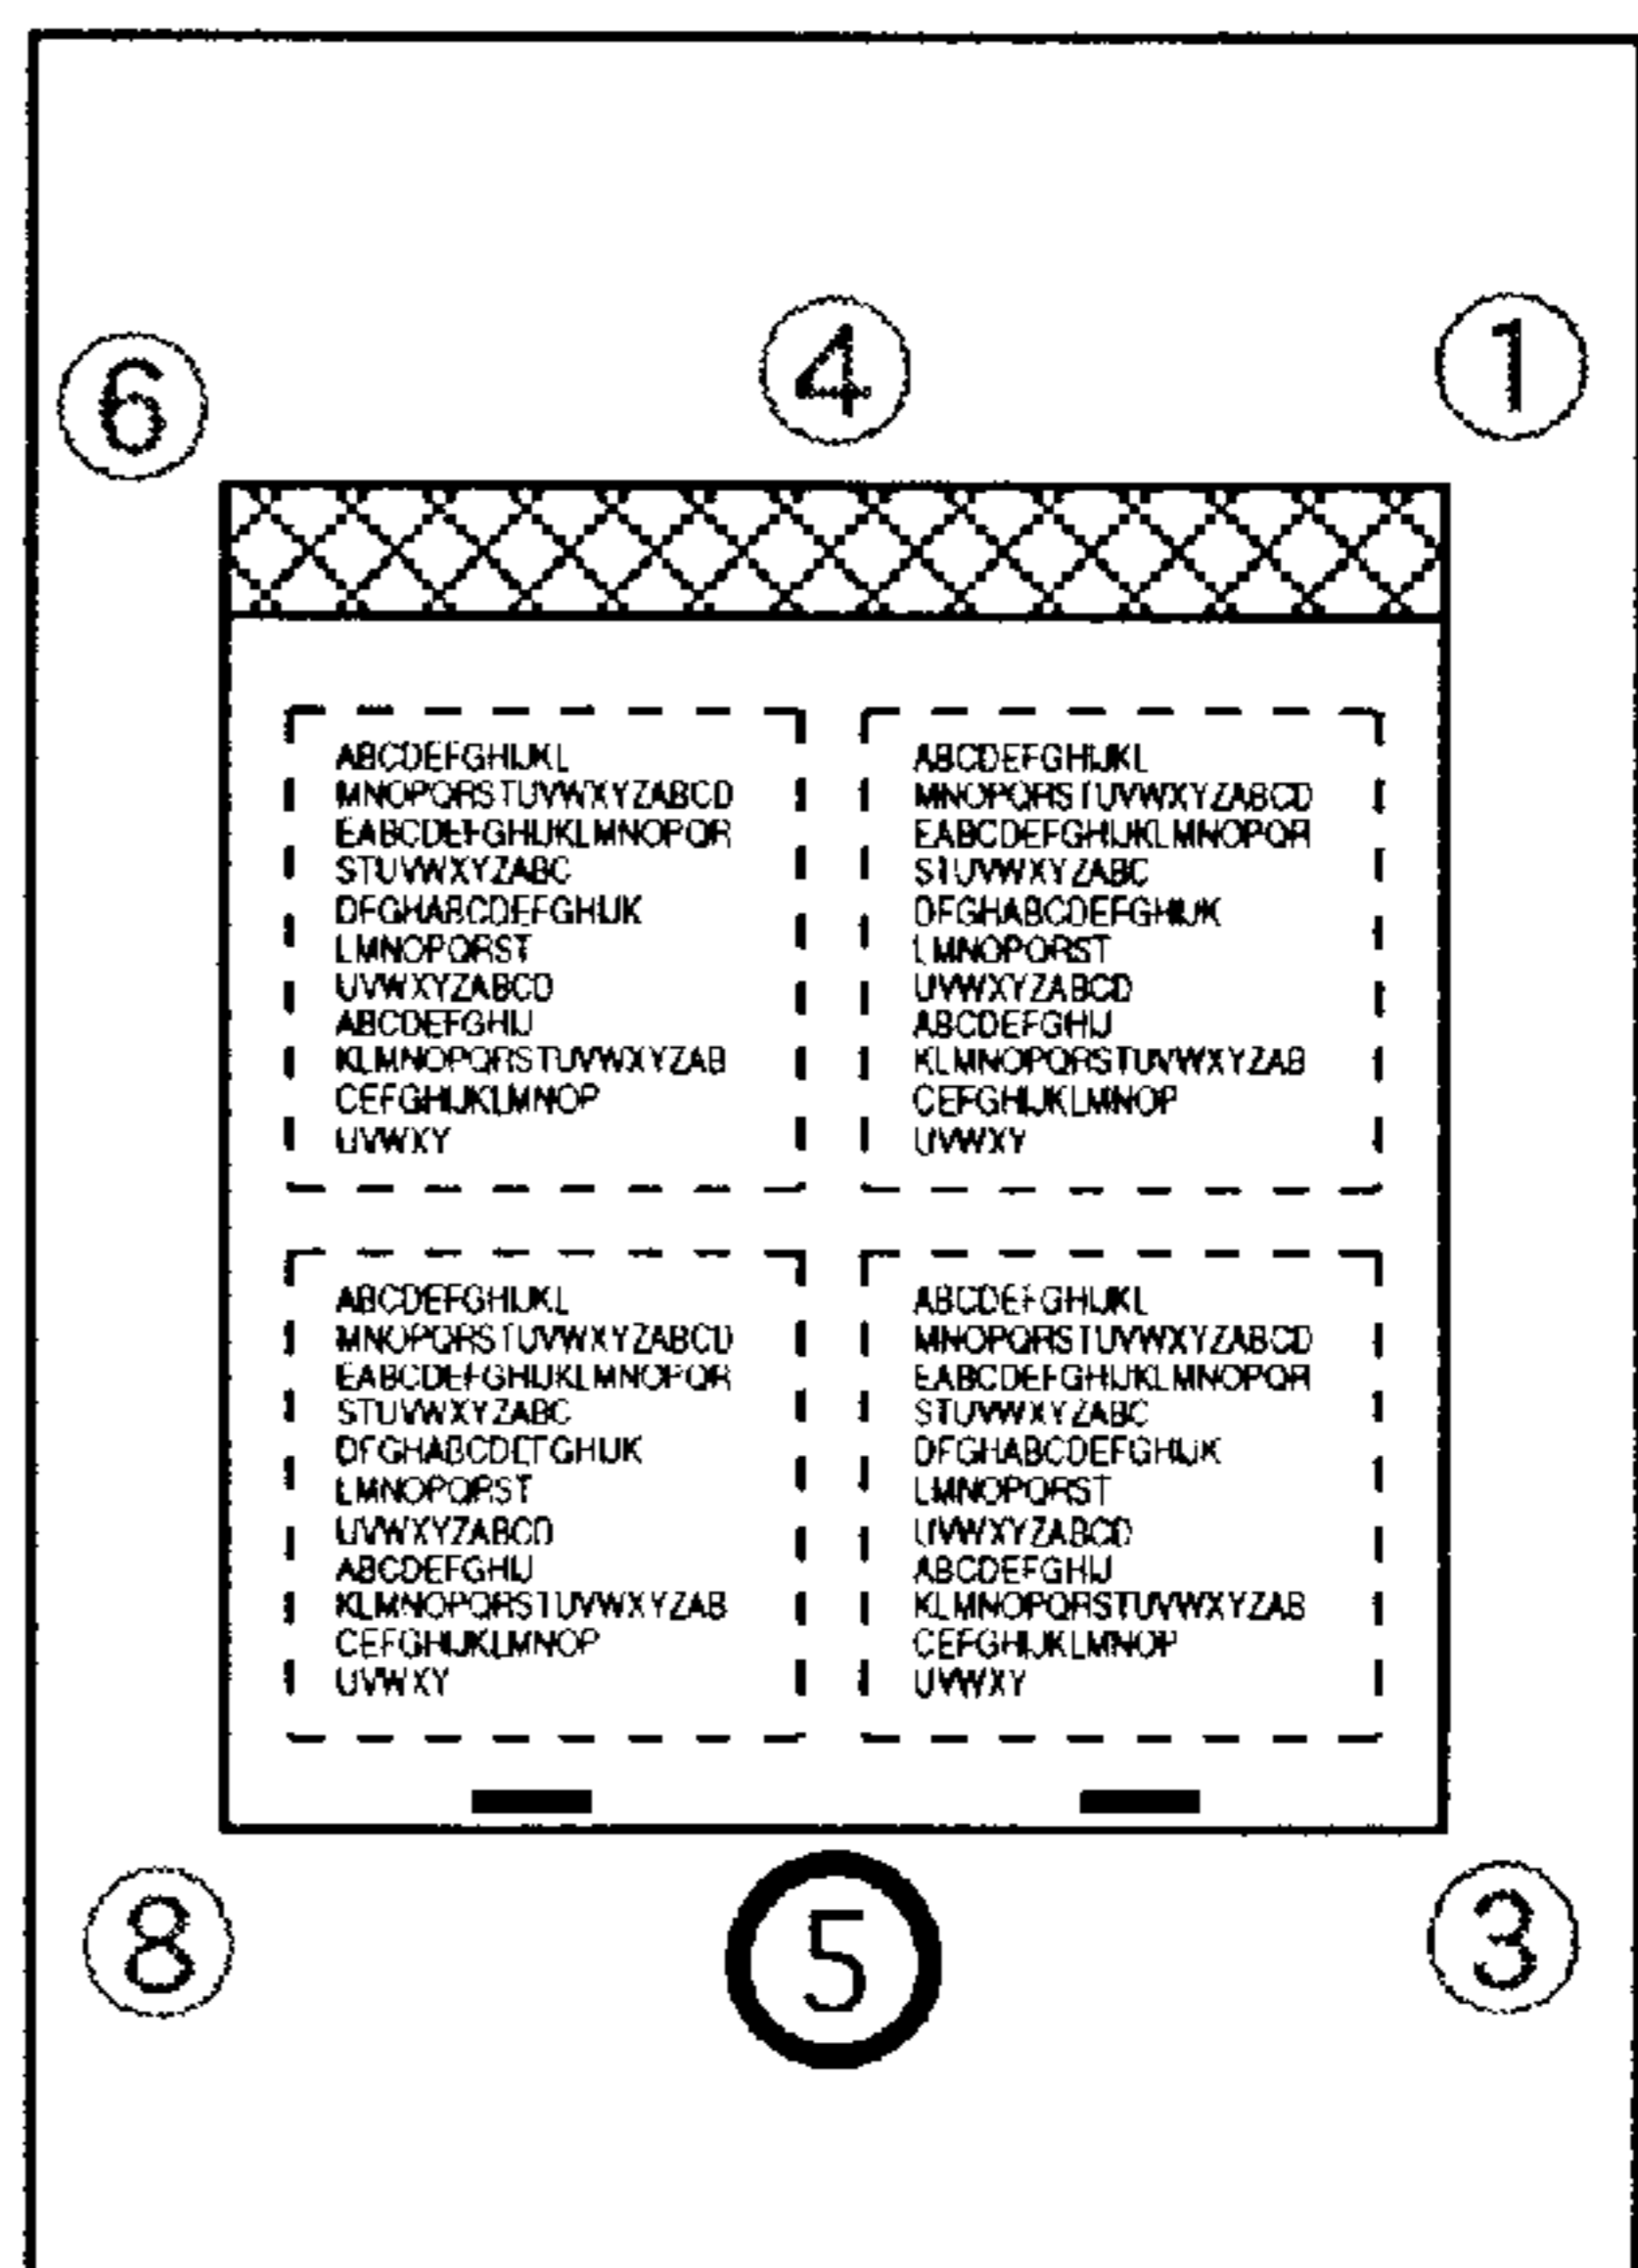 6
4
1
ABCDEFGHIJKL
MNOPQRSTUVWXYZABCD
EABCDEFGHIJKLMNOPQR
STUVWXYZABC
DFGHABCDEFGHIJK
LMNOPQRST
UVWXYZABCD
ABCDEFGHIJ
KLMNOPQRSTUVWXYZAB
CEFGHIJKLMNOP
UVWXY
ABCDEFGHIJKL
MNOPQRSTUVWXYZABCD
EABCDEFGHIJKLMNOPQR
STUVWXYZABC
DFGHABCDEFGHIJK
LMNOPQRST
UVWXYZABCD
ABCDEFGHIJ
KLMNOPQRSTUVWXYZAB
CEFGHIJKLMNOP
UVWXY
ABCDEFGHIJKL
MNOPQRSTUVWXYZABCD
EABCDEFGHIJKLMNOPQR
STUVWXYZABC
DFGHABCDEFGHIJK
LMNOPQRST
UVWXYZABCD
ABCDEFGHIJ
KLMNOPQRSTUVWXYZAB
CEFGHIJKLMNOP
UVWXY
ABCDEFGHIJKL
MNOPQRSTUVWXYZABCD
EABCDEFGHIJKLMNOPQR
STUVWXYZABC
DFGHABCDEFGHIJK
LMNOPQRST
UVWXYZABCD
ABCDEFGHIJ
KLMNOPQRSTUVWXYZAB
CEFGHIJKLMNOP
UVWXY
8
5
3